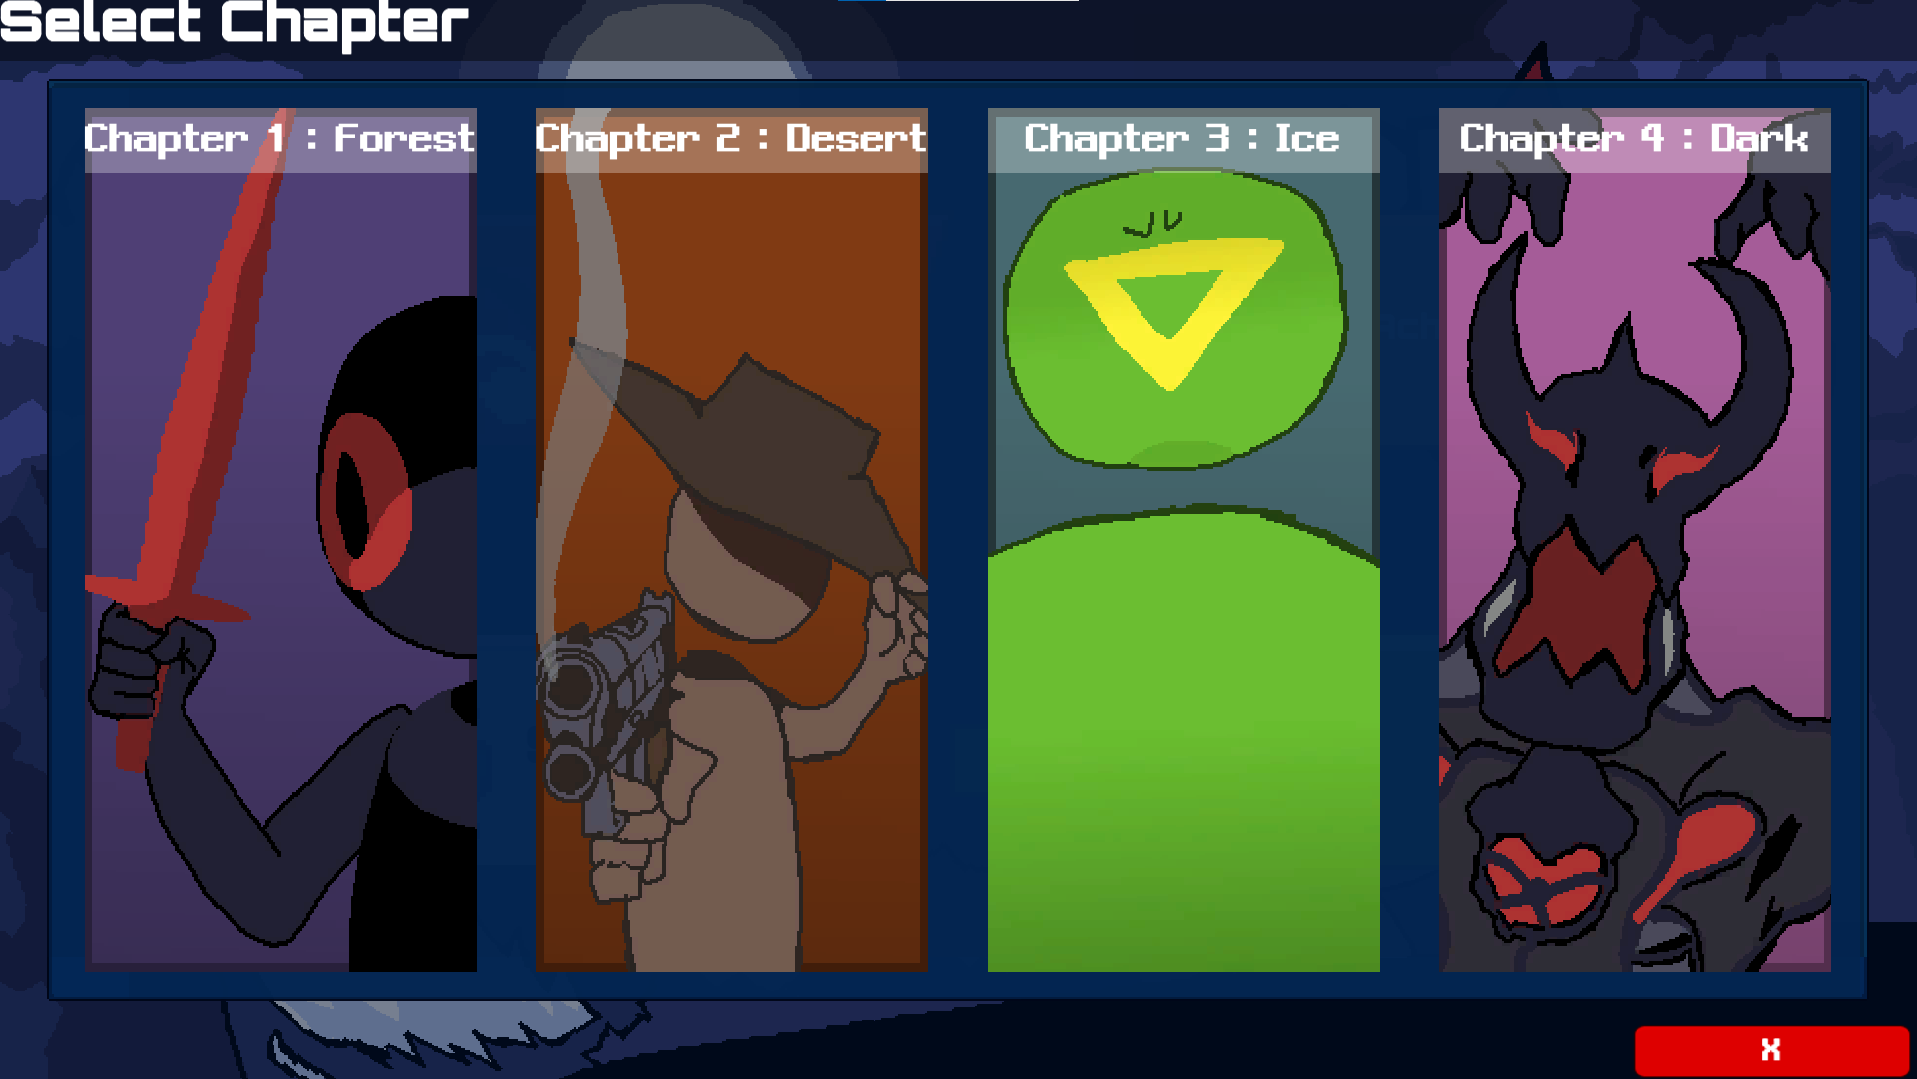 Select Chapter
Chapter 1 : Forest
Chapter 2 : Desert
Chapter 3 : Ice
Chapter 4 : Dark
X